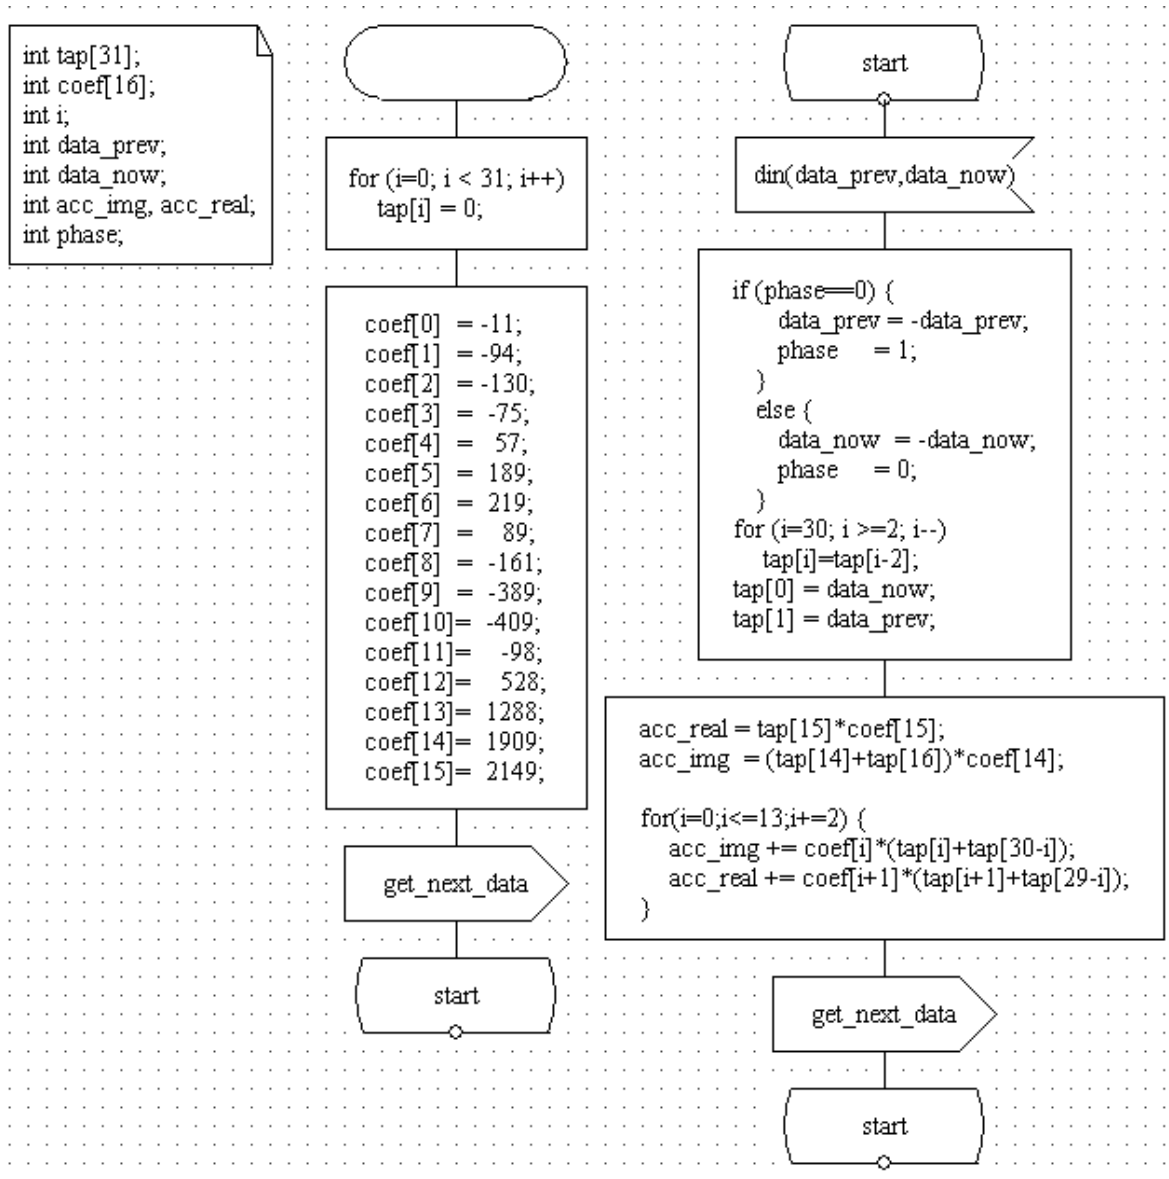 int tap[31];
int coef[16];
int i;
int data_prev;
int data_now;
int acc_img, acc_real;
int phase;
for (i=0; i < 31; i++)
tap[i] = 0;
coef[0] = -11;
coef[1] = -94;
coef[2] = -130;
coef[3] = -75;
coef[4] = 57;
coef[5] = 189;
coef[6] = 219;
coef[7] = 89;
coef[8] = -161;
coef[9] = -389;
coef[10]= -409;
coef[11]= -98;
coef[12]= 528;
coef[13]= 1288;
coef[14]= 1909;
coef[15]= 2149;
get_next_data
start
start
din(data_prev,data_now)
if (phase==0) {
data_prev = -data_prev;
phase = 1;
}
else {
data_now = -data_now;
phase = 0;
}
for (i=30; i >=2; i--)
tap[i]=tap[i-2];
tap[0] = data_now;
tap[1] = data_prev;
acc_real = tap[15]*coef[15];
acc_img = (tap[14]+tap[16])*coef[14];
for(i=0;i<=13;i+=2) {
acc_img += coef[i]*(tap[i]+tap[30-i]);
acc_real += coef[i+1]*(tap[i+1]+tap[29-i]);
}
get_next_data
start